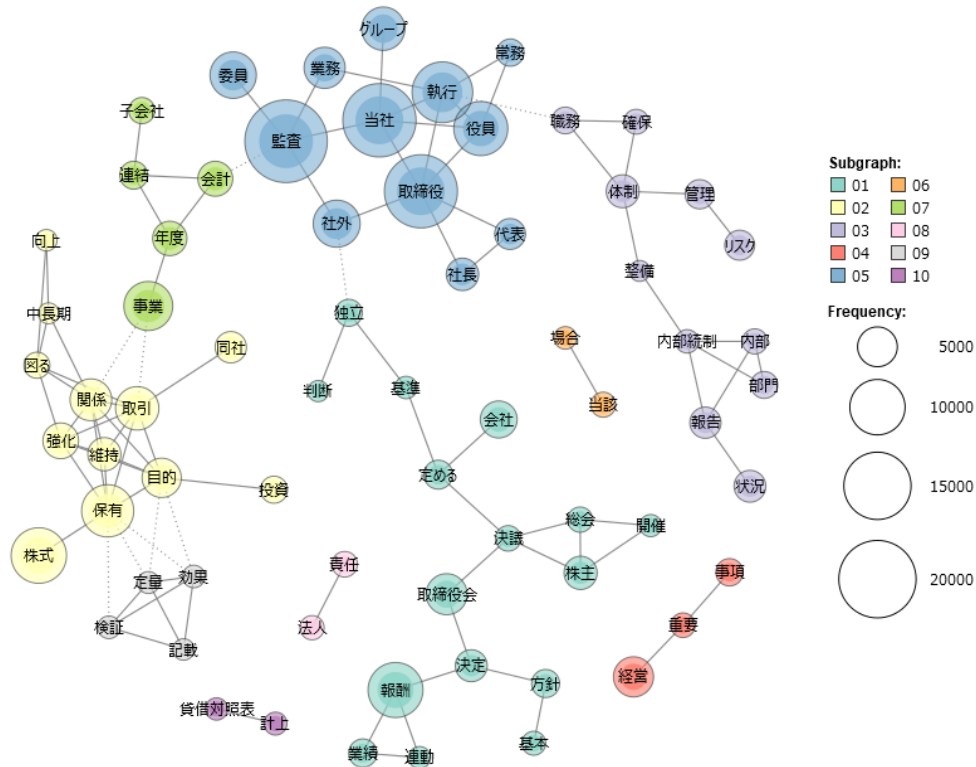 グループ
常務
業務
委員
執行
子会社
当社
役員
職務
確保
監査
Subgraph:
連結
会計
01
06
体制
管理
取締役
02
07
03
08
社外
代表
年度
04
09
向上
リスク
05
10
社長
整備
事業
中長期
独立
Frequency:
場合
内部統制
内部
同社
5000
図る
部門
判断
基準
関係
取引
当該
10000
会社
報告
強化
維持
定める
目的
投資
状況
15000
保有
総会
開催
決議
株式
責任
株主
事項
定量
効果
20000
取締役会
検証
法人
重要
記載
決定
経営
報酬
方針
貸借対照表
計上
基本
業績
連動